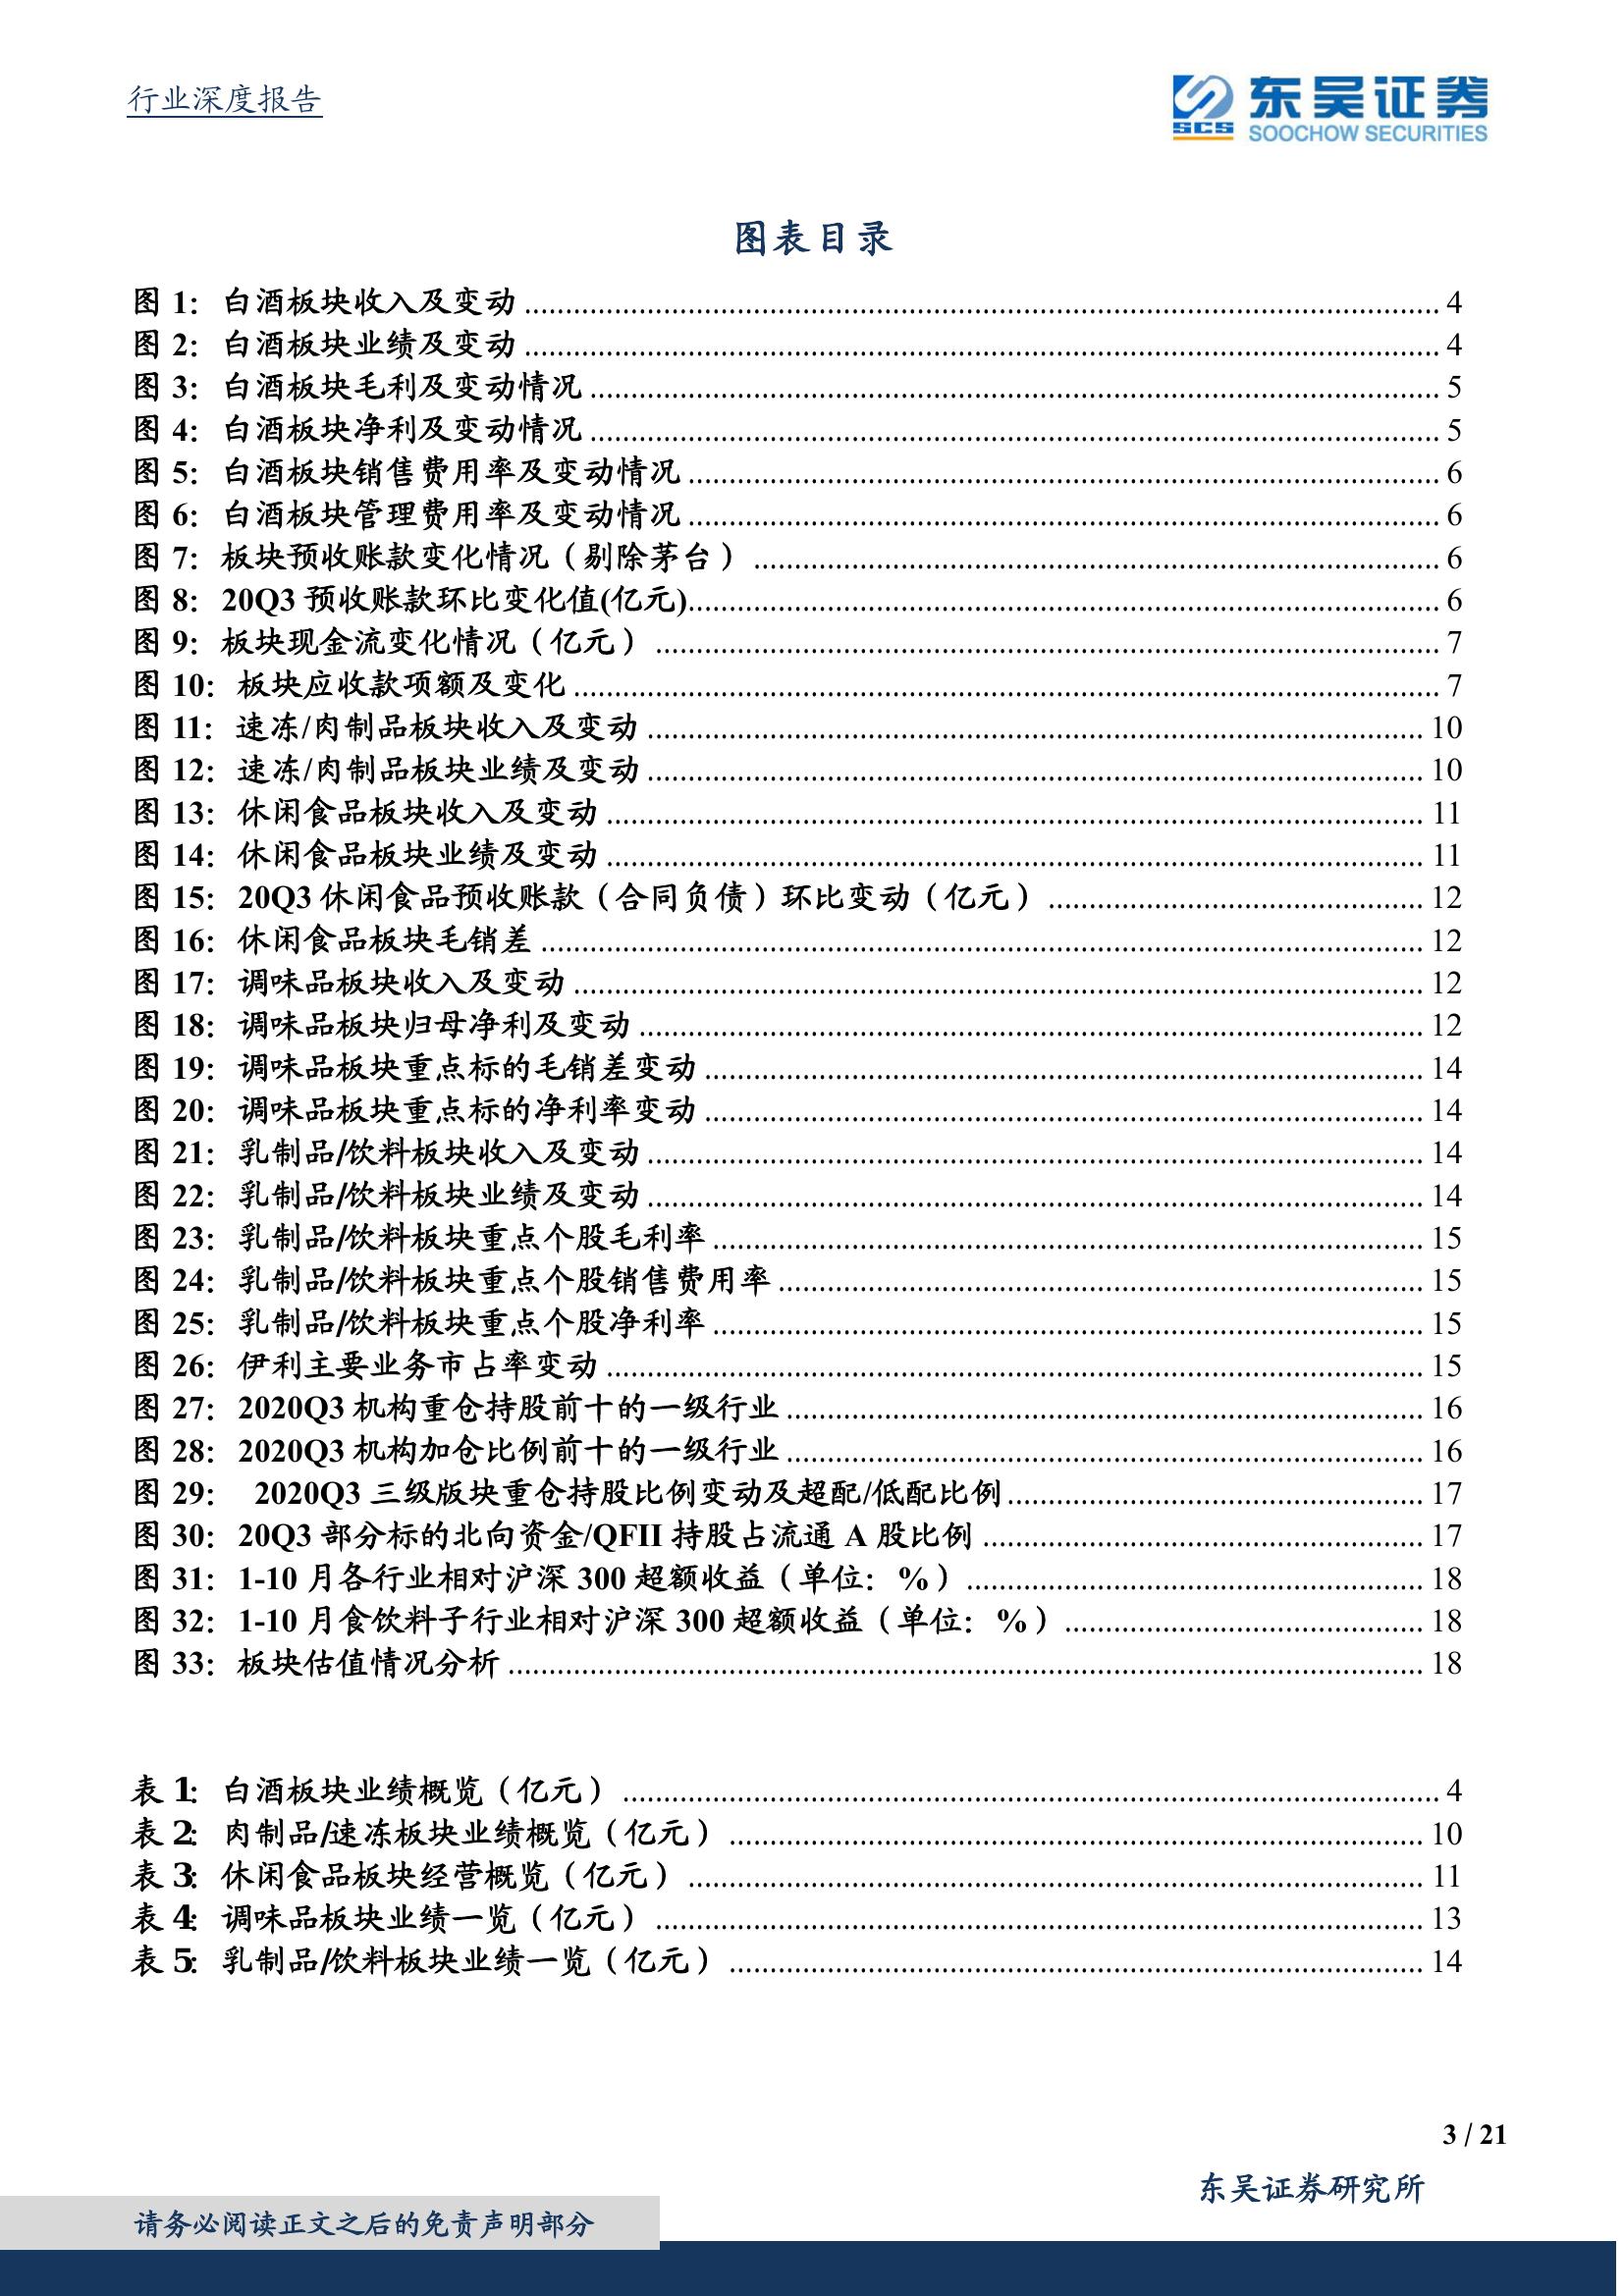 行业深度报告
SCS 东吴证券
SOOCHOW SECURITIES
图表目录
图 1：白酒板块收入及变动 4
图 2：白酒板块业绩及变动 4
图 3：白酒板块毛利及变动情况 5
图 4：白酒板块净利及变动情况 5
图 5：白酒板块销售费用率及变动情况 6
图 6：白酒板块管理费用率及变动情况 6
图 7：板块预收账款变化情况（剔除茅台） 6
图 8：20Q3 预收账款环比变化值(亿元) 6
图 9：板块现金流变化情况（亿元） 7
图 10：板块应收款项额及变化 7
图 11：速冻/肉制品板块收入及变动 10
图 12：速冻/肉制品板块业绩及变动 10
图 13：休闲食品板块收入及变动 11
图 14：休闲食品板块业绩及变动 11
图 15：20Q3 休闲食品预收账款（合同负债）环比变动（亿元） 12
图 16：休闲食品板块毛销差 12
图 17：调味品板块收入及变动 12
图 18：调味品板块归母净利及变动 12
图 19：调味品板块重点标的毛销差变动 14
图 20：调味品板块重点标的净利率变动 14
图 21：乳制品/饮料板块收入及变动 14
图 22：乳制品/饮料板块业绩及变动 14
图 23：乳制品/饮料板块重点个股毛利率 15
图 24：乳制品/饮料板块重点个股销售费用率 15
图 25：乳制品/饮料板块重点个股净利率 15
图 26：伊利主要业务市占率变动 15
图 27：2020Q3 机构重仓持股前十的一级行业 16
图 28：2020Q3 机构加仓比例前十的一级行业 16
图 29： 2020Q3 三级版块重仓持股比例变动及超配/低配比例 17
图 30：20Q3 部分标的北向资金/QFII 持股占流通 A 股比例 17
图 31：1-10 月各行业相对沪深 300 超额收益（单位：%） 18
图 32：1-10 月食饮料子行业相对沪深 300 超额收益（单位：%） 18
图 33：板块估值情况分析 18
表 1：白酒板块业绩概览（亿元） 4
表 2：肉制品/速冻板块业绩概览（亿元） 10
表 3：休闲食品板块经营概览（亿元） 11
表 4：调味品板块业绩一览（亿元） 13
表 5：乳制品/饮料板块业绩一览（亿元） 14
3 / 21
东吴证券研究所
请务必阅读正文之后的免责声明部分